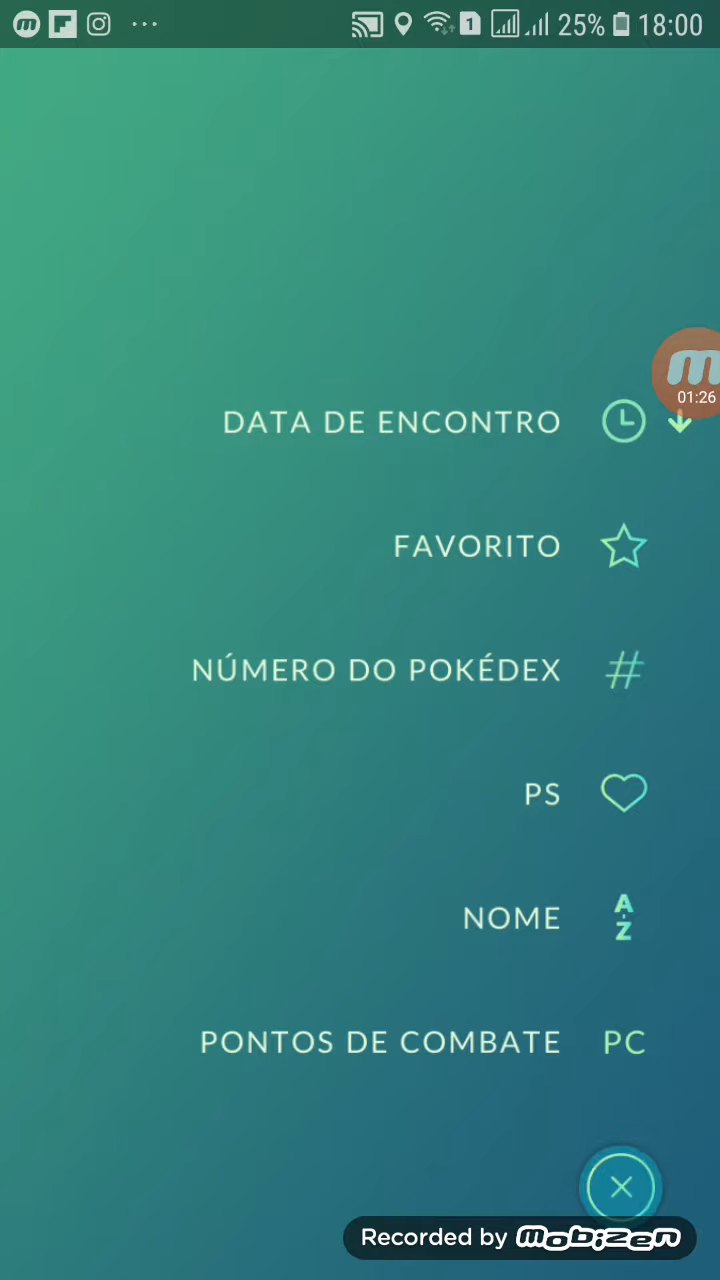 1 25% 18:00
01:26
DATA DE ENCONTRO
FAVORITO
NÚMERO DO POKÉDEX
PS
NOME
A-Z
PONTOS DE COMBATE PC
Recorded by mobizen